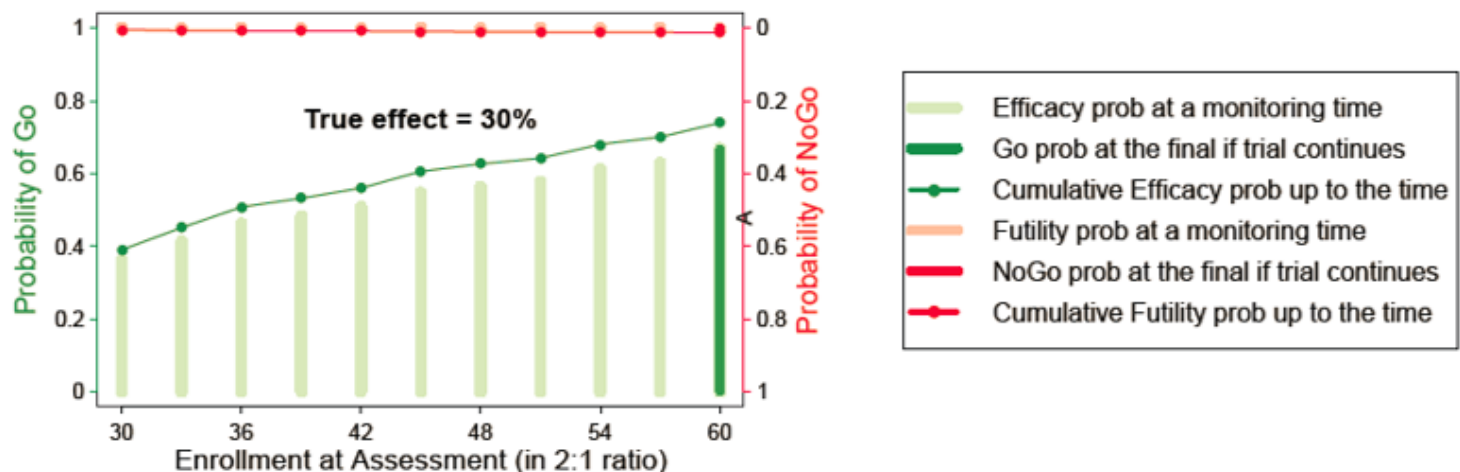 Probability of Go
1
0.8
0.6
0.4
0.2
0
True effect = 30%
0
0.2
0.4
0.6
0.8
1
A
Probability of NoGo
30 36 42 48 54 60
Enrollment at Assessment (in 2:1 ratio)
Efficacy prob at a monitoring time
Go prob at the final if trial continues
Cumulative Efficacy prob up to the time
Futility prob at a monitoring time
NoGo prob at the final if trial continues
Cumulative Futility prob up to the time